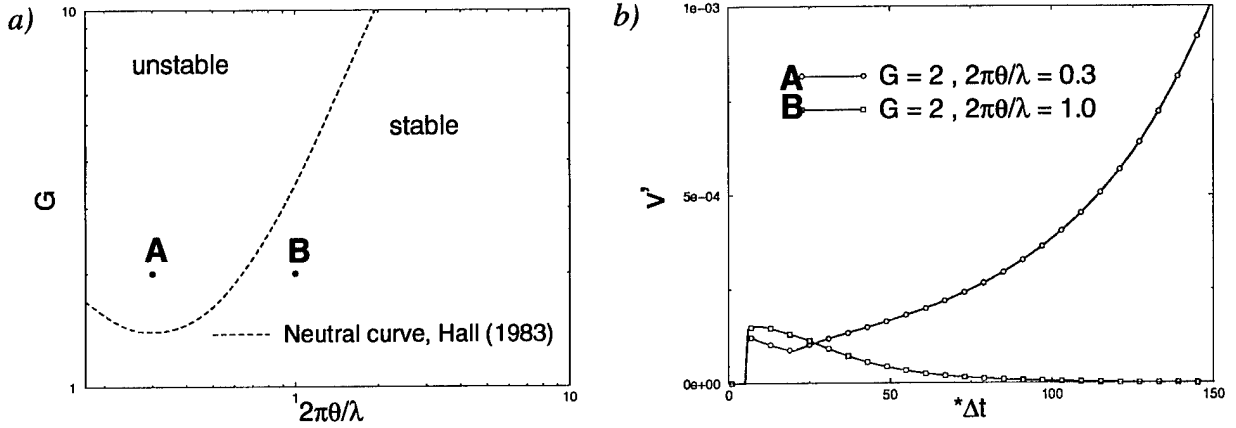 a)
10
unstable
stable
G
A
B
Neutral curve, Hall (1983)
1
1
10
2πθ/λ
b)
1e−03
A G = 2 , 2πθ/λ = 0.3
B G = 2 , 2πθ/λ = 1.0
v'
5e−04
0e+00
0
50
100
150
*Δt